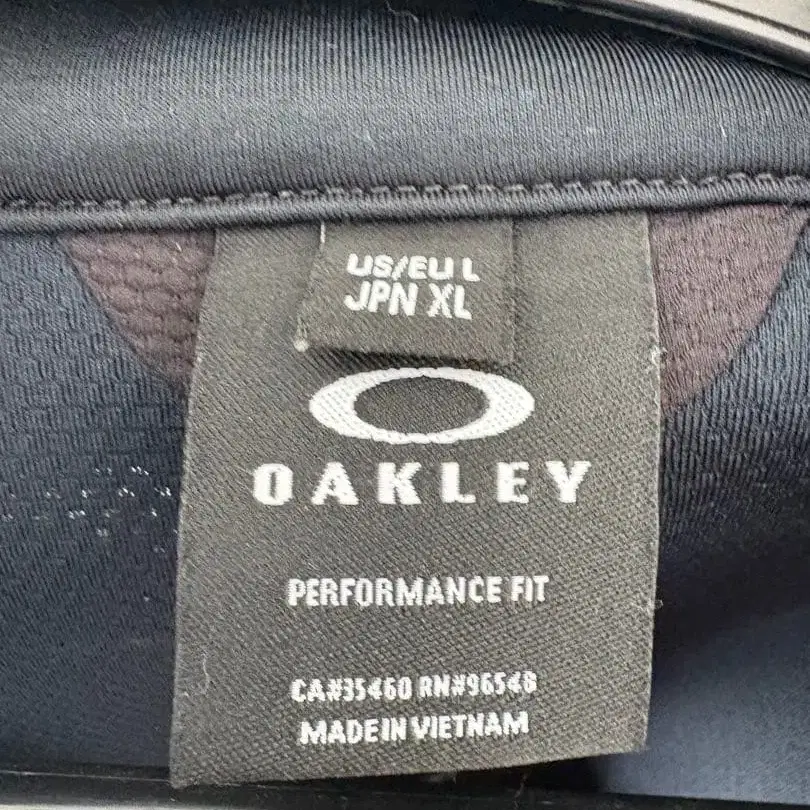 US/EU L
JPN XL
OAKLEY
PERFORMANCE FIT
CA#35460 RN#96548
MADE IN VIETNAM